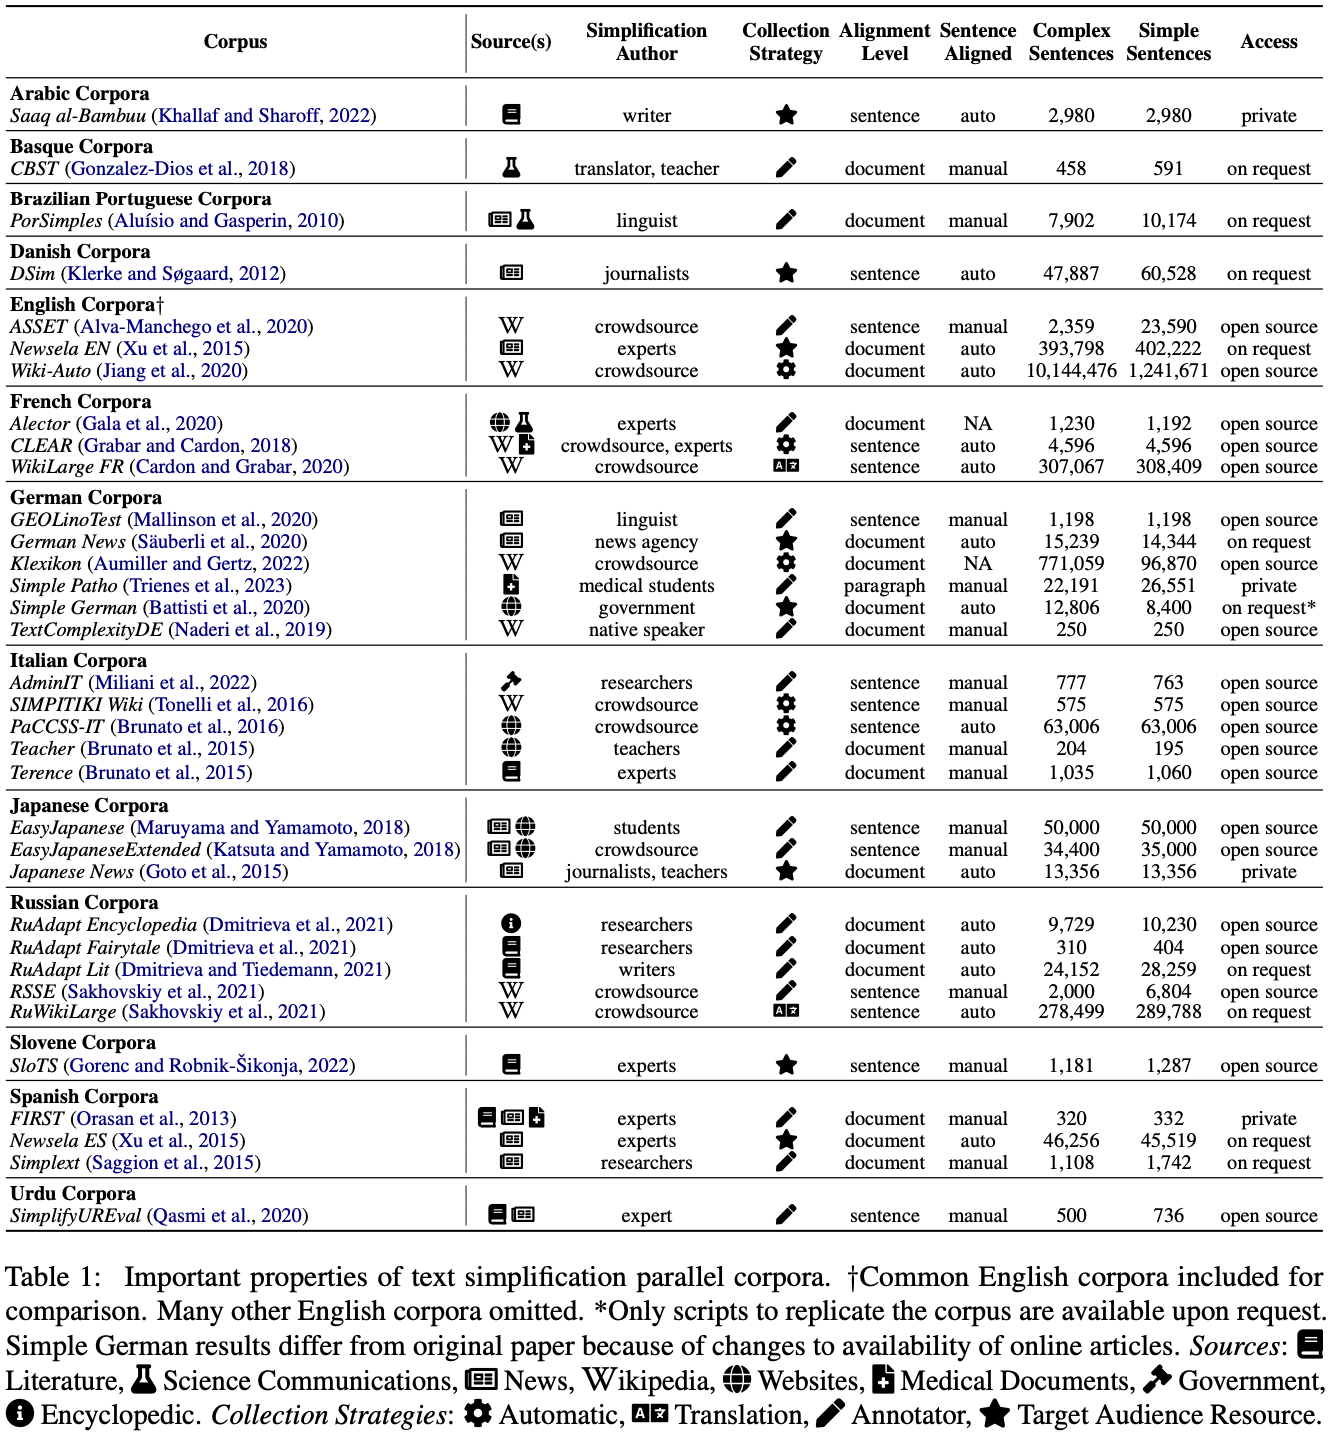 Corpus Source(s) Simplification Author Collection Strategy Alignment Level Sentence Aligned Complex Sentences Simple Sentences Access
Arabic Corpora
Saaq al-Bambuu (Khallaf and Sharoff, 2022) writer sentence auto 2,980 2,980 private
Basque Corpora
CBST (Gonzalez-Dios et al., 2018) translator, teacher document manual 458 591 on request
Brazilian Portuguese Corpora
PorSimples (Aluísio and Gasperin, 2010) linguist document manual 7,902 10,174 on request
Danish Corpora
DSim (Klerke and Søgaard, 2012) journalists sentence auto 47,887 60,528 on request
English Corpora†
ASSET (Alva-Manchego et al., 2020) W crowdsource sentence manual 2,359 23,590 open source
Newsela EN (Xu et al., 2015) experts document auto 393,798 402,222 on request
Wiki-Auto (Jiang et al., 2020) W crowdsource document auto 10,144,476 1,241,671 open source
French Corpora
Alector (Gala et al., 2020) experts document NA 1,230 1,192 open source
CLEAR (Grabar and Cardon, 2018) W crowdsource, experts sentence auto 4,596 4,596 open source
WikiLarge FR (Cardon and Grabar, 2020) W crowdsource sentence auto 307,067 308,409 open source
German Corpora
GEOLinoTest (Mallinson et al., 2020) linguist sentence manual 1,198 1,198 open source
German News (Säuberli et al., 2020) news agency document auto 15,239 14,344 on request
Klexikon (Aumiller and Gertz, 2022) W crowdsource document NA 771,059 96,870 open source
Simple Patho (Trienes et al., 2023) medical students paragraph manual 22,191 26,551 private
Simple German (Battisti et al., 2020) government document auto 12,806 8,400 on request*
TextComplexityDE (Naderi et al., 2019) W native speaker document manual 250 250 open source
Italian Corpora
AdminIT (Miliani et al., 2022) researchers sentence manual 777 763 open source
SIMPITIKI Wiki (Tonelli et al., 2016) W crowdsource sentence manual 575 575 open source
PaCCSS-IT (Brunato et al., 2016) crowdsource sentence auto 63,006 63,006 open source
Teacher (Brunato et al., 2015) teachers document manual 204 195 open source
Terence (Brunato et al., 2015) experts document manual 1,035 1,060 open source
Japanese Corpora
EasyJapanese (Maruyama and Yamamoto, 2018) students sentence manual 50,000 50,000 open source
EasyJapaneseExtended (Katsuta and Yamamoto, 2018) crowdsource sentence manual 34,400 35,000 open source
Japanese News (Goto et al., 2015) journalists, teachers document auto 13,356 13,356 private
Russian Corpora
RuAdapt Encyclopedia (Dmitrieva et al., 2021) researchers document auto 9,729 10,230 open source
RuAdapt Fairytale (Dmitrieva et al., 2021) researchers document auto 310 404 open source
RuAdapt Lit (Dmitrieva and Tiedemann, 2021) writers document auto 24,152 28,259 on request
RSSE (Sakhovskiy et al., 2021) W crowdsource sentence manual 2,000 6,804 open source
RuWikiLarge (Sakhovskiy et al., 2021) W crowdsource sentence auto 278,499 289,788 on request
Slovene Corpora
SloTS (Gorenc and Robnik-Šikonja, 2022) experts sentence manual 1,181 1,287 open source
Spanish Corpora
FIRST (Orasan et al., 2013) experts document manual 320 332 private
Newsela ES (Xu et al., 2015) experts document auto 46,256 45,519 on request
Simplext (Saggion et al., 2015) researchers document manual 1,108 1,742 on request
Urdu Corpora
SimplifyUREval (Qasmi et al., 2020) expert sentence manual 500 736 open source
Table 1: Important properties of text simplification parallel corpora. †Common English corpora included for
comparison. Many other English corpora omitted. *Only scripts to replicate the corpus are available upon request.
Simple German results differ from original paper because of changes to availability of online articles. Sources:
Literature, Science Communications, News, Wikipedia, Websites, Medical Documents, Government,
Encyclopedic. Collection Strategies: Automatic, Translation, Annotator, Target Audience Resource.